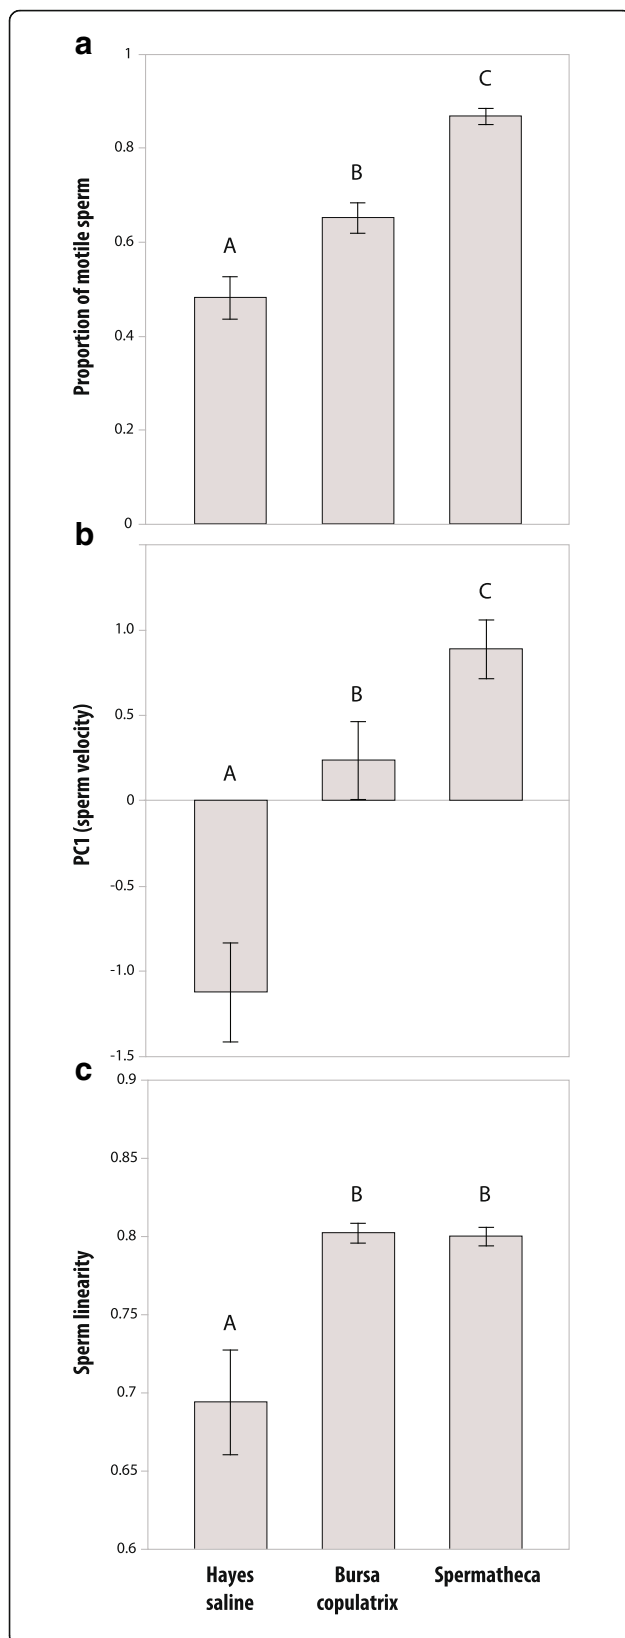 a
Proportion of motile sperm
1
0.8
0.6
0.4
0.2
0
A
B
C
b
PC1 (sperm velocity)
1.0
0.5
0
-0.5
-1.0
-1.5
A
B
C
c
Sperm linearity
0.9
0.85
0.8
0.75
0.7
0.65
0.6
A
B
B
Hayes
saline
Bursa
copulatrix
Spermatheca